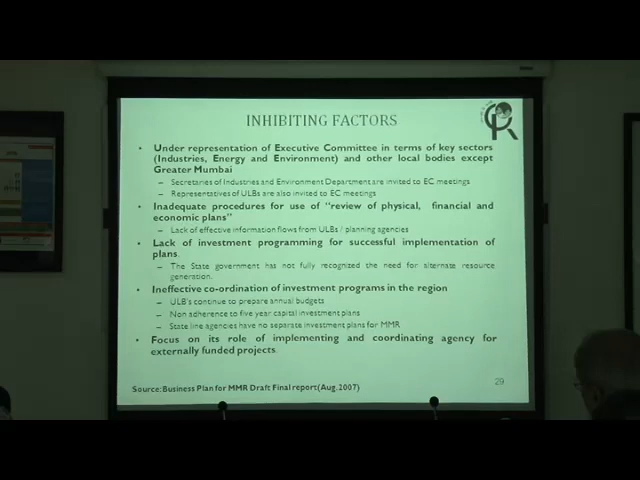 INHIBITING FACTORS
• Under representation of Executive Committee in terms of key sectors
(Industries, Energy and Environment) and other local bodies except
Greater Mumbai
– Secretaries of Industries and Environment Department are invited to EC meetings
– Representatives of ULBs are also invited to EC meetings
• Inadequate procedures for use of "review of physical, financial and
economic plans"
– Lack of effective information flows from ULBs / planning agencies
• Lack of investment programming for successful implementation of
plans.
– The State government has not fully recognized the need for alternate resource
generation.
• Ineffective co-ordination of investment programs in the region
– ULB's continue to prepare annual budgets
– Non adherence to five year capital investment plans
– State line agencies have no separate investment plans for MMR
• Focus on its role of implementing and coordinating agency for
externally funded projects.
Source: Business Plan for MMR Draft Final report (Aug. 2007)
29